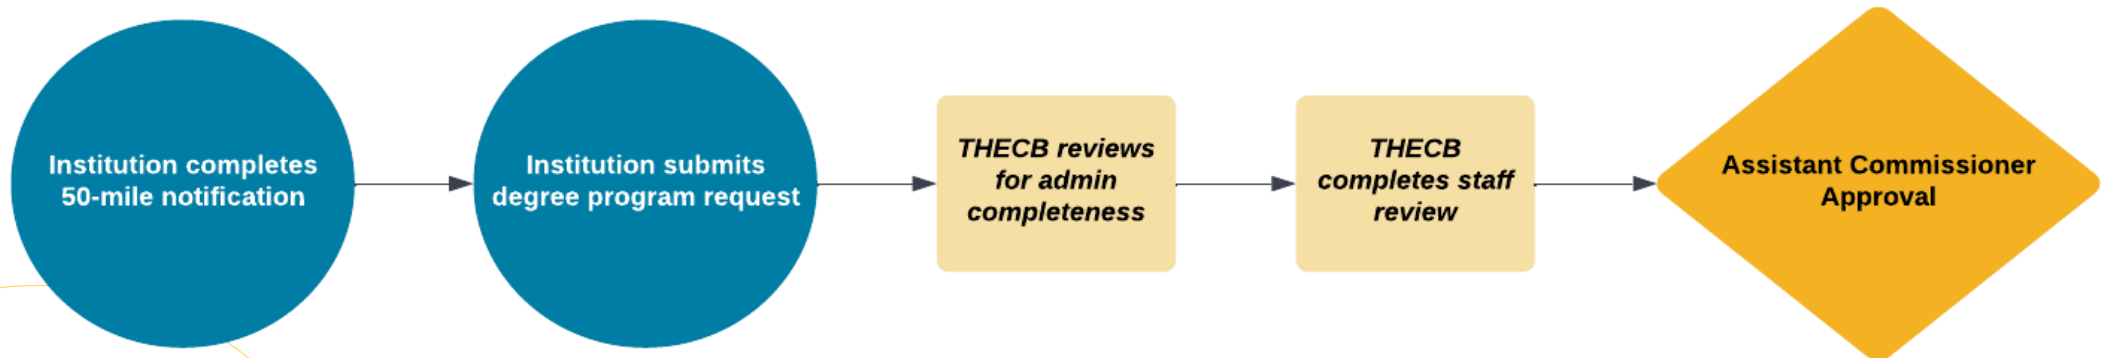 Institution completes
50-mile notification
Institution submits
degree program request
THECB reviews
for admin
completeness
THECB
completes staff
review
Assistant Commissioner
Approval